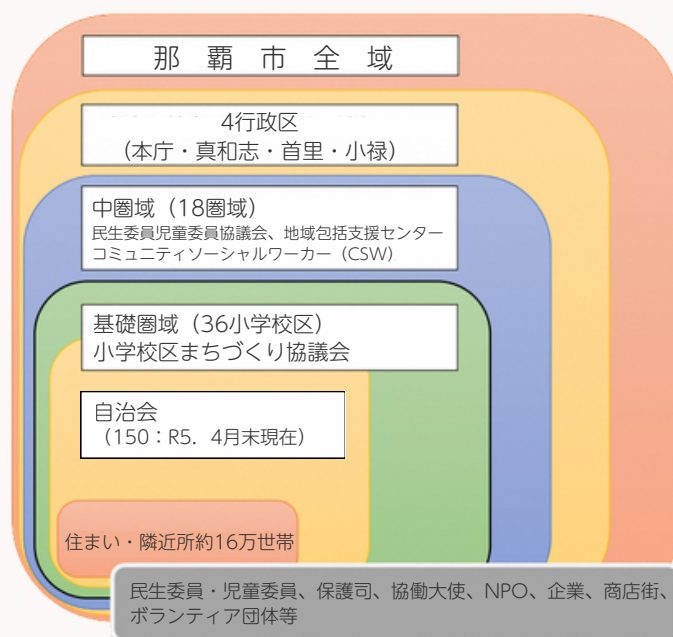 那覇市全域
4行政区
（本庁・真和志・首里・小禄）
中圏域（18圏域）
民生委員児童委員協議会、地域包括支援センター
コミュニティソーシャルワーカー（CSW）
基礎圏域（36小学校区）
小学校区まちづくり協議会
自治会
（150：R5．4月末現在）
住まい・隣近所約16万世帯
民生委員・児童委員、保護司、協働大使、NPO、企業、商店街、
ボランティア団体等